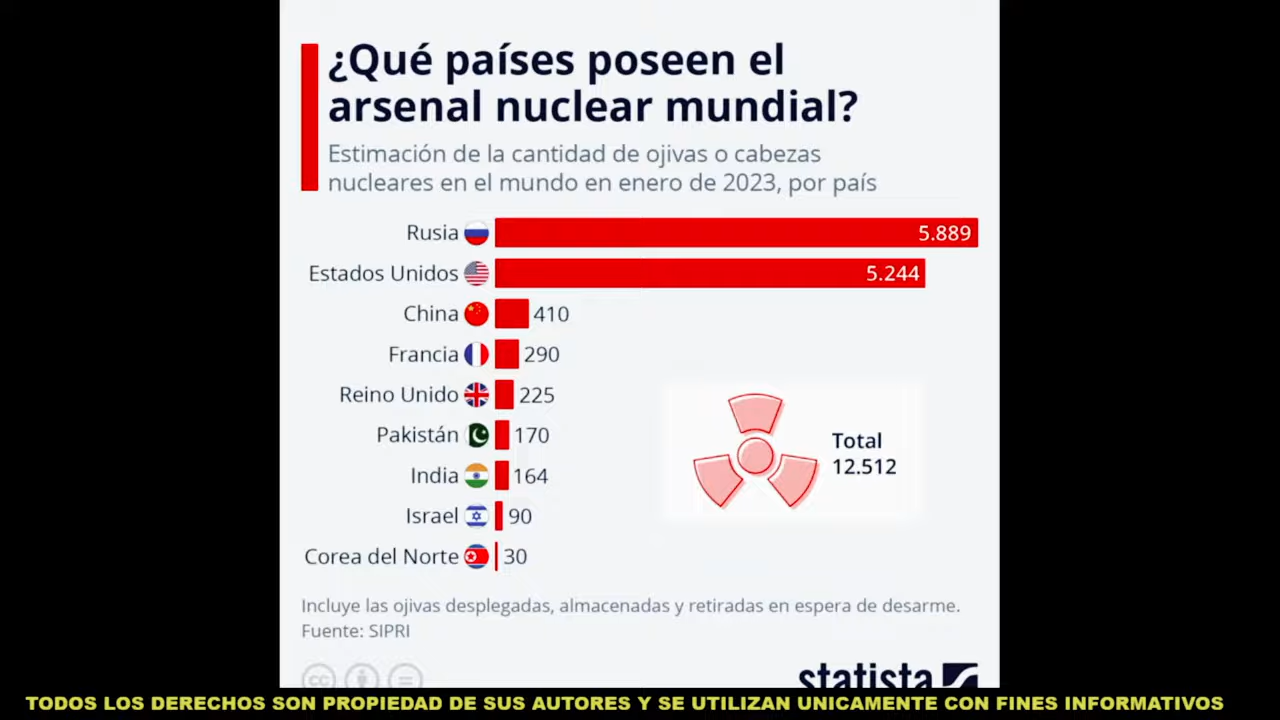 ¿Qué países poseen el
arsenal nuclear mundial?
Estimación de la cantidad de ojivas o cabezas
nucleares en el mundo en enero de 2023, por país
Rusia 5.889
Estados Unidos 5.244
China 410
Francia 290
Reino Unido 225
Pakistán 170
India 164
Israel 90
Corea del Norte 30
Total
12.512
Incluye las ojivas desplegadas, almacenadas y retiradas en espera de desarme.
Fuente: SIPRI
cc
statista
TODOS LOS DERECHOS SON PROPIEDAD DE SUS AUTORES Y SE UTILIZAN UNICAMENTE CON FINES INFORMATIVOS